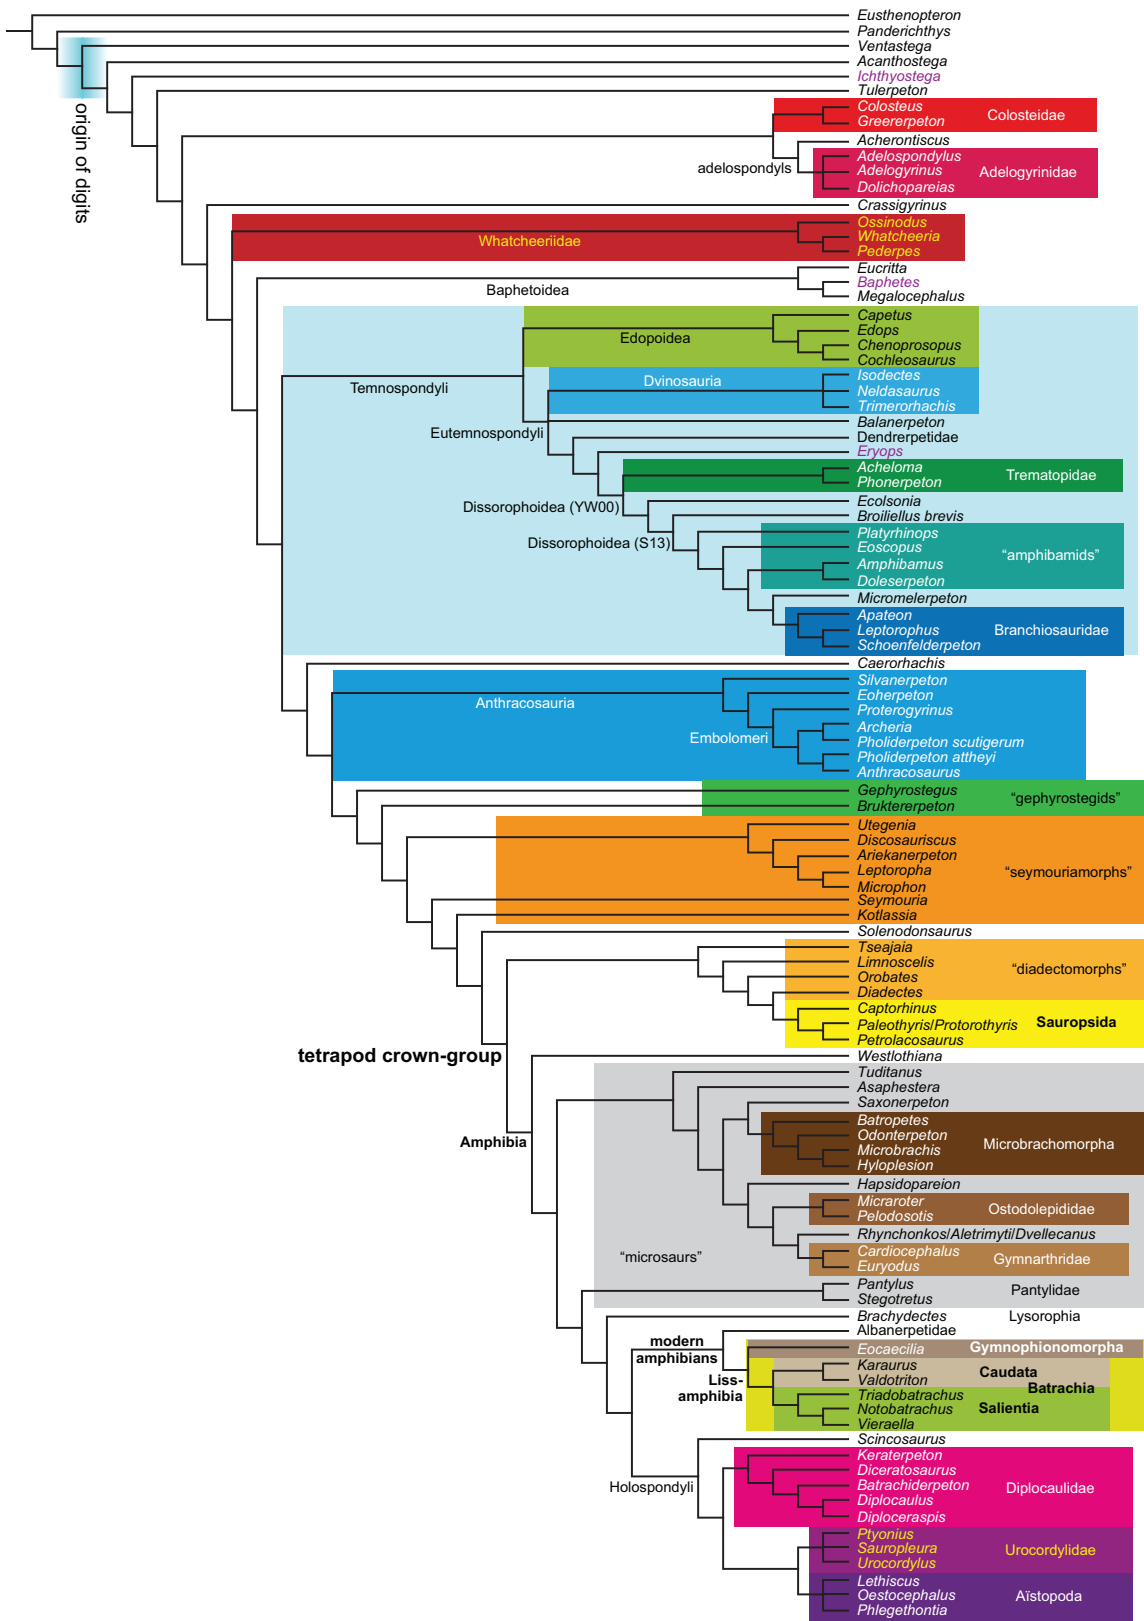 Eusthenopteron
Panderichthys
Ventastega
Acanthostega
Ichthyostega
Tulerpeton
origin of digits
Colosteus
Greererpeton
Colosteidae
Acherontiscus
adelospondyls
Adelospondylus
Adelogyrinus
Dolichopareias
Adelogyrinidae
Crassigyrinus
Whatcheeriidae
Ossinodus
Whatcheeria
Pederpes
Eucritta
Baphetes
Megalocephalus
Baphetoidea
Capetus
Edops
Chenoprosopus
Cochleosaurus
Edopoidea
Temnospondyli
Dvinosauria
Isodectes
Neldasaurus
Trimerorhachis
Eutemnospondyli
Balanerpeton
Dendrerpetidae
Eryops
Acheloma
Phonerpeton
Trematopidae
Dissorophoidea (YW00)
Ecolsonia
Broiliellus brevis
Dissorophoidea (S13)
Platyrhinops
Eoscopus
Amphibamus
Doleserpeton
“amphibamids”
Micromelerpeton
Apateon
Leptorophus
Schoenfelderpeton
Branchiosauridae
Caerorhachis
Anthracosauria
Silvanerpeton
Eoherpeton
Proterogyrinus
Embolomeri
Archeria
Pholiderpeton scutigerum
Pholiderpeton attheyi
Anthracosaurus
Gephyrostegus
Bruktererpeton
“gephyrostegids”
Utegenia
Discosauriscus
Ariekanerpeton
Leptoropha
Microphon
Seymouria
Kotlassia
“seymouriamorphs”
Solenodonsaurus
Tseajaia
Limnoscelis
Orobates
Diadectes
“diadectomorphs”
Captorhinus
Paleothyris/Protorothyris
Petrolacosaurus
Sauropsida
tetrapod crown-group
Westlothiana
Amphibia
Tuditanus
Asaphestera
Saxonerpeton
Batropetes
Odonterpeton
Microbrachis
Hyloplesion
Microbrachomorpha
Hapsidopareion
Micraroter
Pelodosotis
Ostodolepididae
Rhynchonkos/Aletrimyti/Dvellecanus
Cardiocephalus
Euryodus
Gymnarthridae
“microsaurs”
Pantylus
Stegotretus
Pantylidae
Brachydectes
Lysorophia
Albanerpetidae
modern
amphibians
Eocaecilia
Gymnophionomorpha
Liss-
amphibia
Karaurus
Valdotriton
Caudata
Batrachia
Triadobatrachus
Notobatrachus
Vieraella
Salientia
Scincosaurus
Holospondyli
Keraterpeton
Diceratosaurus
Batrachiderpeton
Diplocaulus
Diploceraspis
Diplocaulidae
Ptyonius
Sauropleura
Urocordylus
Urocordylidae
Lethiscus
Oestocephalus
Phlegethontia
Aïstopoda